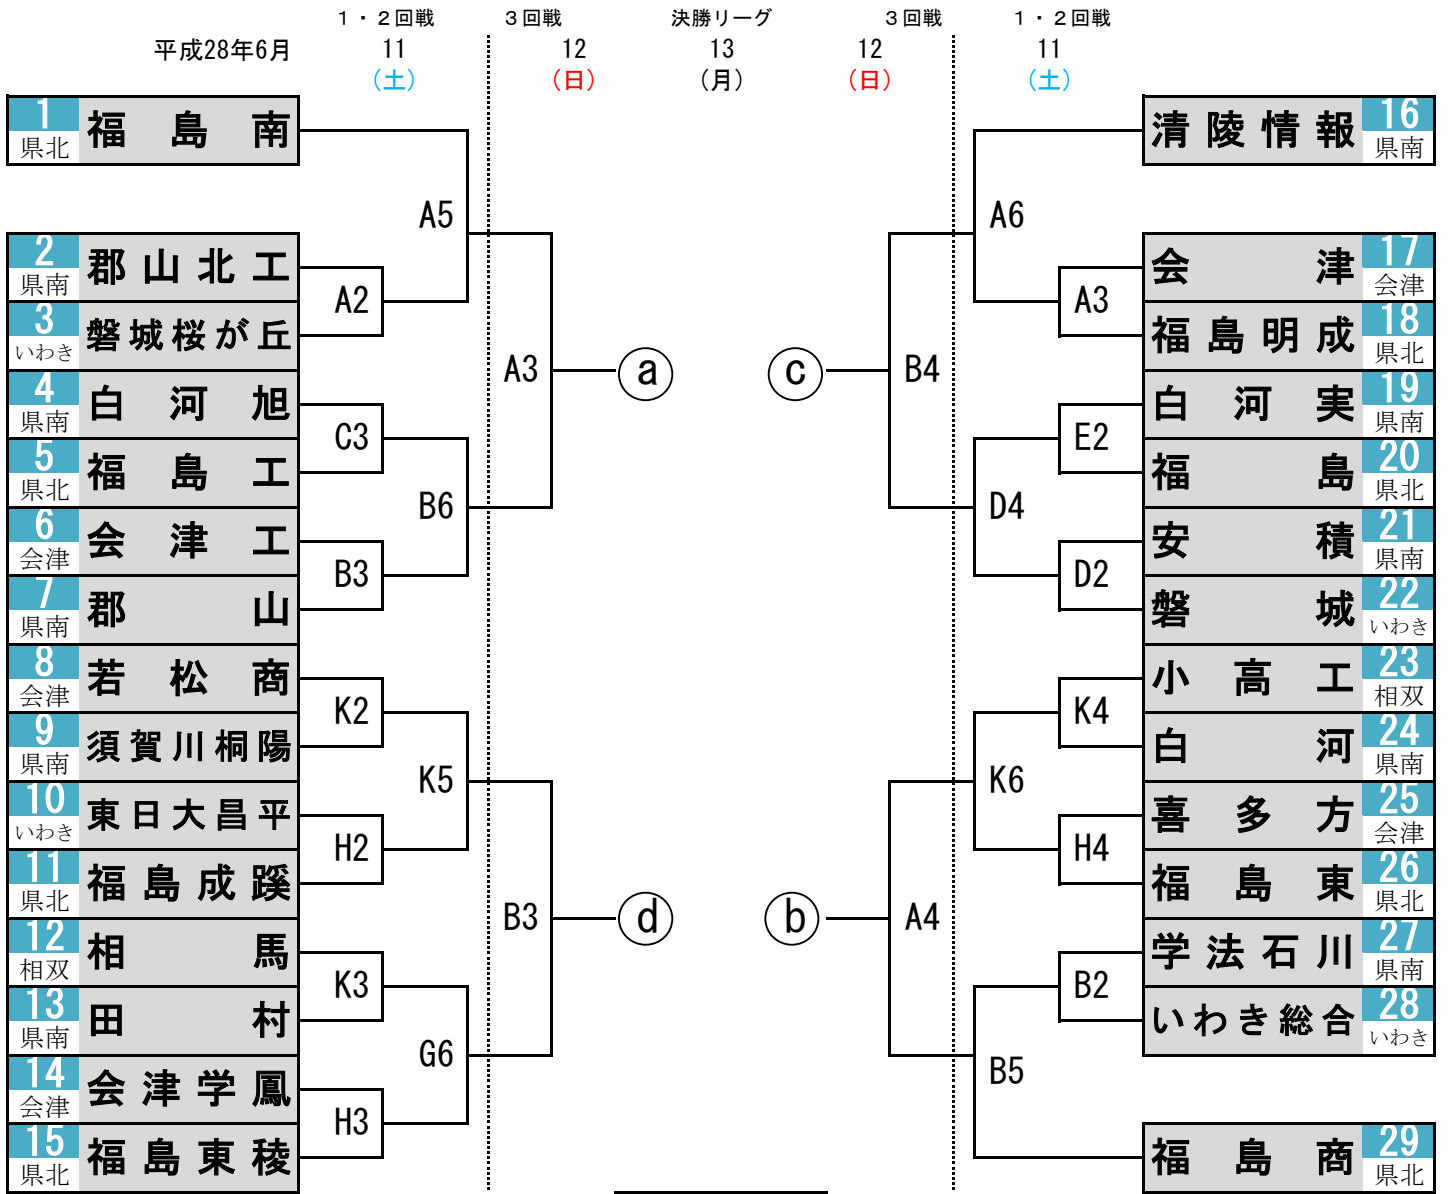 1・2回戦 3回戦 決勝リーグ 3回戦 1・2回戦
平成28年6月 11 12 13 12 11
（土） （日） （月） （日） （土）
1 県北 福島南
2 県南 郡山北工
3 いわき 磐城桜が丘
4 県南 白河旭
5 県北 福島工
6 会津 会津工
7 県南 郡山
8 会津 若松商
9 県南 須賀川桐陽
10 いわき 東日大昌平
11 県北 福島成蹊
12 相双 相馬
13 県南 田村
14 会津 会津学鳳
15 県北 福島東稜
A5
A2
C3
B6
B3
K2
K5
H2
K3
G6
H3
A3
B3
a
d
c
b
B4
A4
A6
A3
E2
D4
D2
K4
K6
H4
B2
B5
清陵情報 16 県南
会津 17 会津
福島明成 18 県北
白河実 19 県南
福島 20 県北
安積 21 県南
磐城 22 いわき
小高工 23 相双
白河 24 県南
喜多方 25 会津
福島東 26 県北
学法石川 27 県南
いわき総合 28 いわき
福島商 29 県北